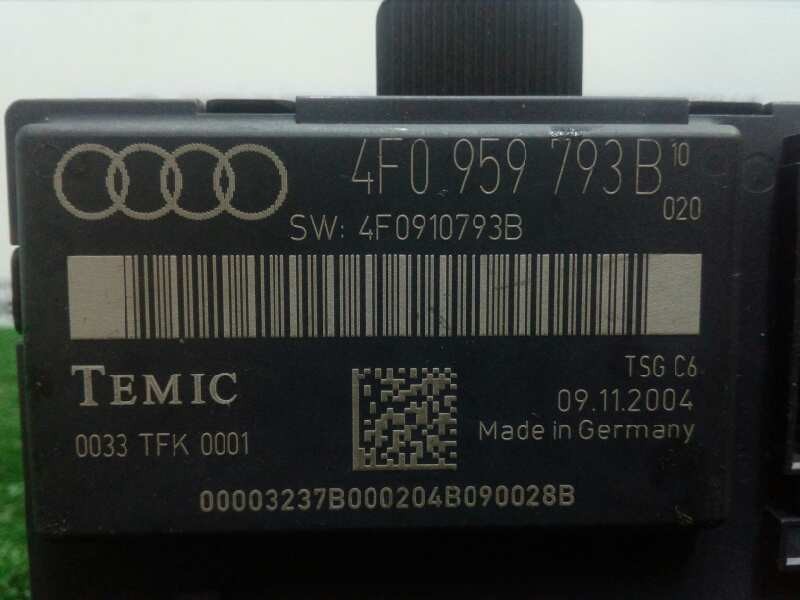 4F0 959 793B 10
020
SW: 4F0910793B
TEMIC
TSG C6
09.11.2004
0033 TFK 0001
Made in Germany
00003237B000204B090028B